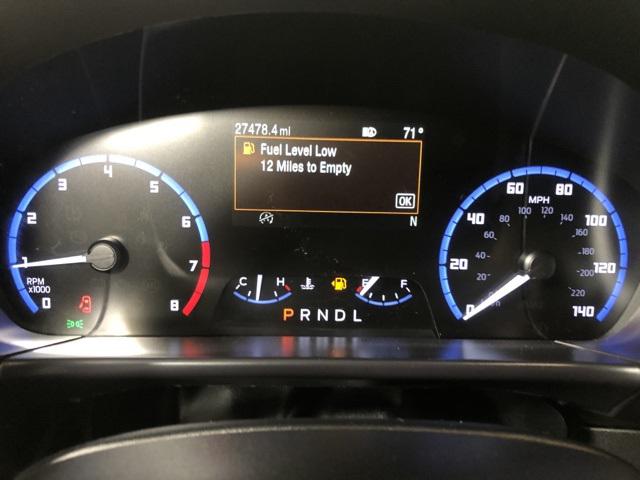 27478.4 mi 71°
Fuel Level Low
12 Miles to Empty
OK
N
0 1 2 3 4 5 6 7 8
RPM
x1000
C H
E F
PRNDL
0 20 40 60 80 100 120 140
MPH
20 40 60 80 100 120 140 160 180 200 220